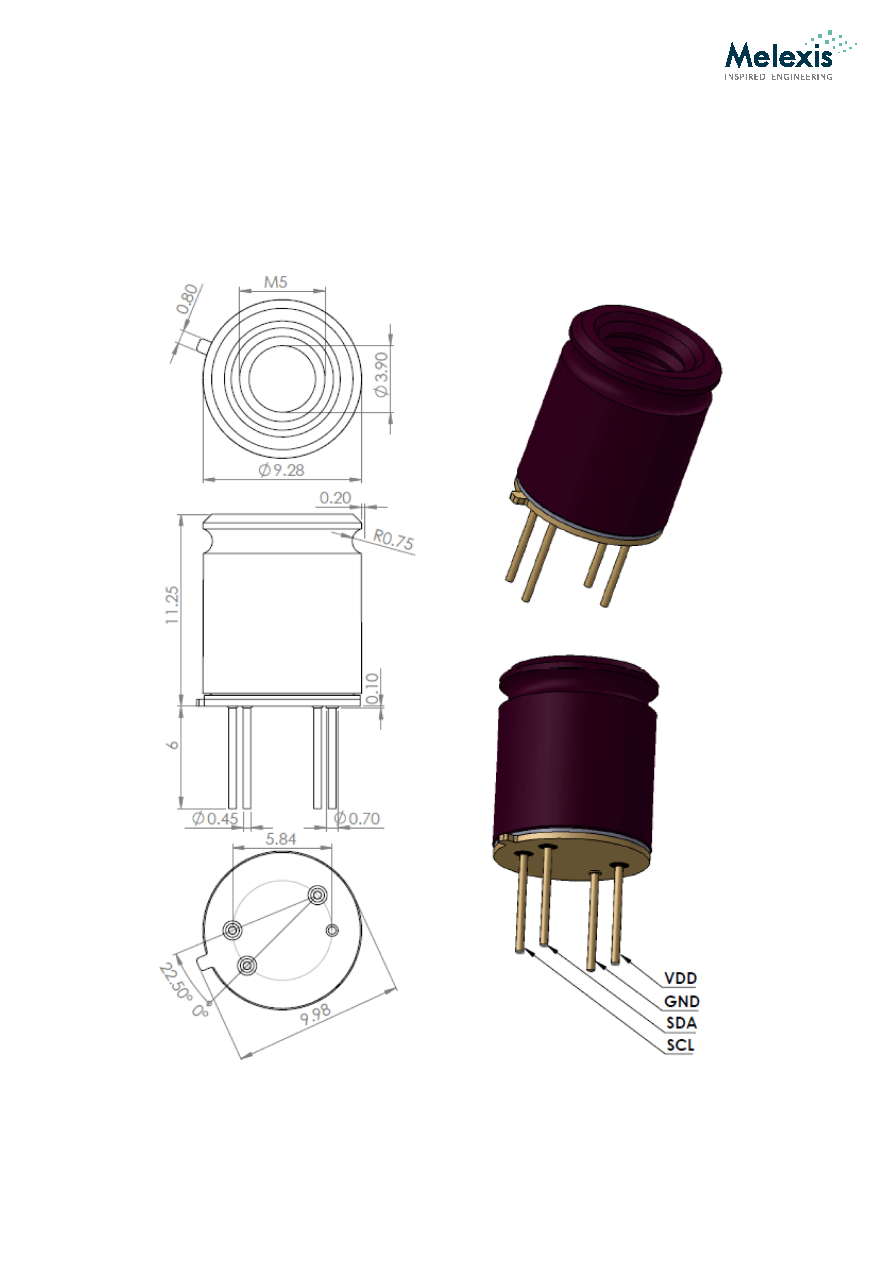 Melexis
INSPIRED ENGINEERING
M5
0.80
Ø3.90
Ø9.28
0.20
R0.75
11.25
0.10
6
Ø0.45
Ø0.70
5.84
22.50°
0°
9.98
VDD
GND
SDA
SCL